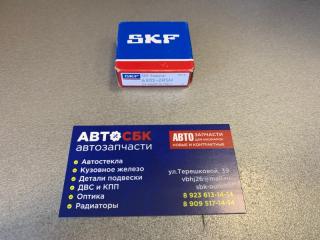 SKF
SKF
АВТОСБК
автозапчасти
Автостекла
Кузовное железо
Детали подвески
ДВС и КПП
Оптика
Радиаторы
АВТО ЗАПЧАСТИ
НОВЫЕ И КОНТРАКТНЫЕ
ул.Терешковой, 39
8 923 613-14-14
8 909 517-14-14